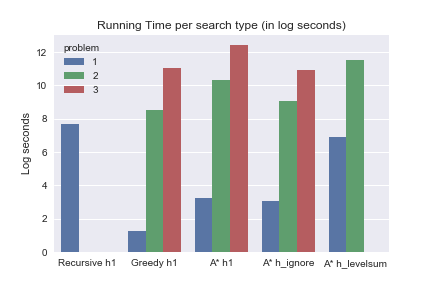 Running Time per search type (in log seconds)
problem
1
2
3
Log seconds
12
10
8
6
4
2
0
Recursive h1
Greedy h1
A* h1
A* h_ignore
A* h_levelsum